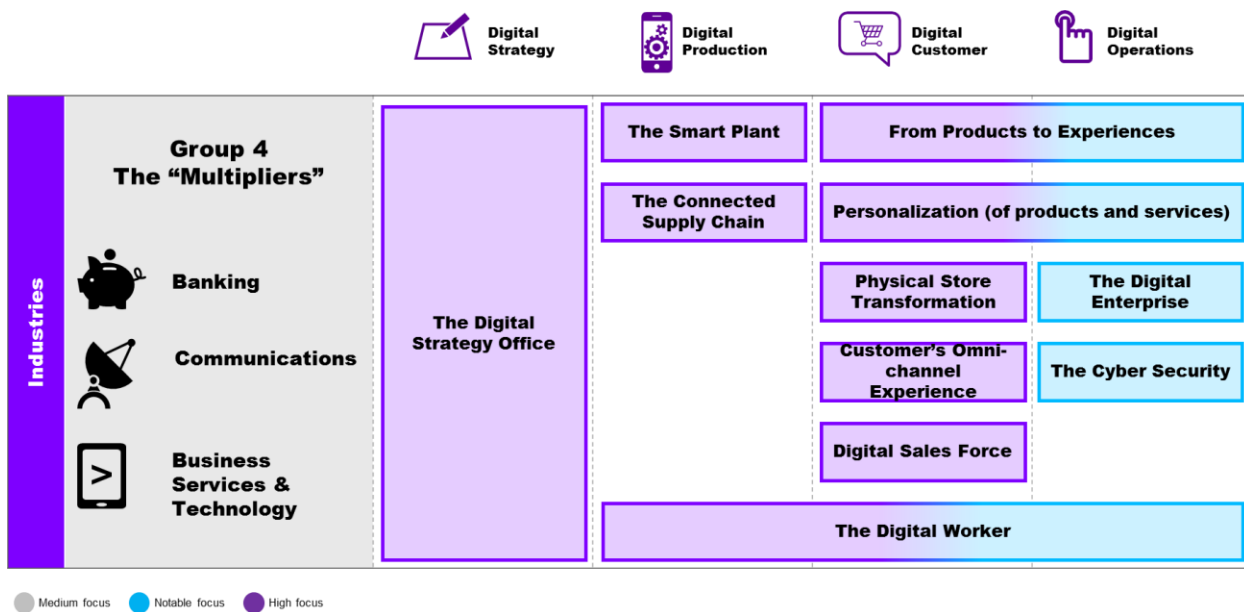 Digital
Strategy
Digital
Production
Digital
Customer
Digital
Operations
Industries
Group 4
The “Multipliers”
Banking
Communications
Business
Services &
Technology
The Digital
Strategy Office
The Smart Plant
From Products to Experiences
The Connected
Supply Chain
Personalization (of products and services)
Physical Store
Transformation
The Digital
Enterprise
Customer’s Omni-
channel
Experience
The Cyber Security
Digital Sales Force
The Digital Worker
Medium focus
Notable focus
High focus